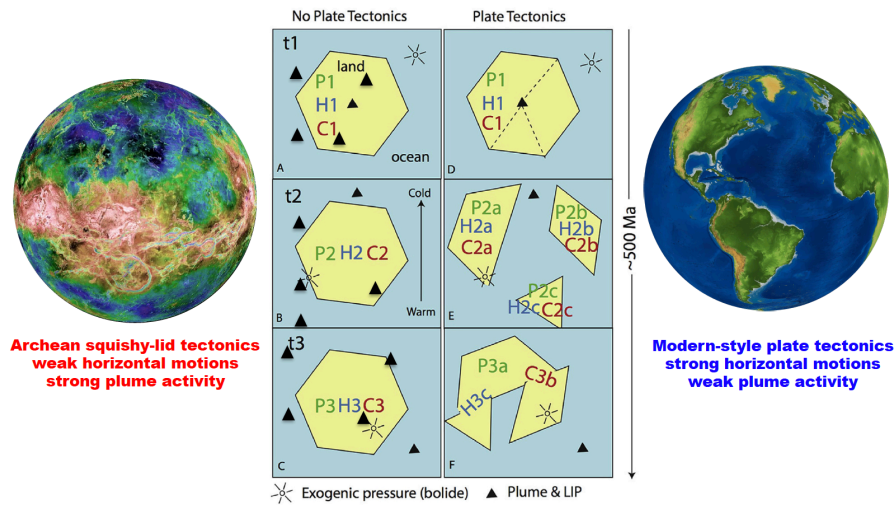 No Plate Tectonics
Plate Tectonics
t1
land
P1
H1
C1
ocean
A
P1
H1
C1
D
t2
Cold
P2 H2 C2
Warm
B
P2a
H2a
C2a
P2b
H2b
C2b
P2c
H2c C2c
E
t3
P3 H3 C3
C
P3a
C3b
H3c
F
~500 Ma
Archean squishy-lid tectonics
weak horizontal motions
strong plume activity
Modern-style plate tectonics
strong horizontal motions
weak plume activity
Exogenic pressure (bolide)
Plume & LIP